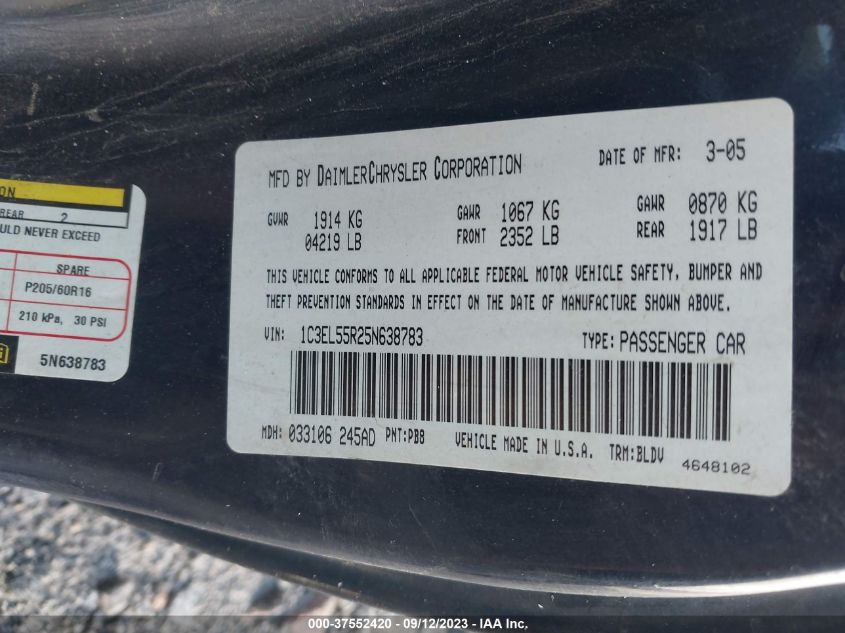 ON
REAR 2
ULD NEVER EXCEED
SPARE
P205/60R16
210 kPa, 30 PSI
5N638783
MFD BY DAIMLERCHRYSLER CORPORATION
DATE OF MFR: 3-05
GVWR 1914 KG
04219 LB
GAWR 1067 KG
FRONT 2352 LB
GAWR 0870 KG
REAR 1917 LB
THIS VEHICLE CONFORMS TO ALL APPLICABLE FEDERAL MOTOR VEHICLE SAFETY, BUMPER AND
THEFT PREVENTION STANDARDS IN EFFECT ON THE DATE OF MANUFACTURE SHOWN ABOVE.
VIN: 1C3EL55R25N638783
TYPE: PASSENGER CAR
MDH: 033106 245AD PNT:PB8 VEHICLE MADE IN U.S.A. TRM:BLDV 4648102
000-37552420 - 09/12/2023 - IAA Inc.